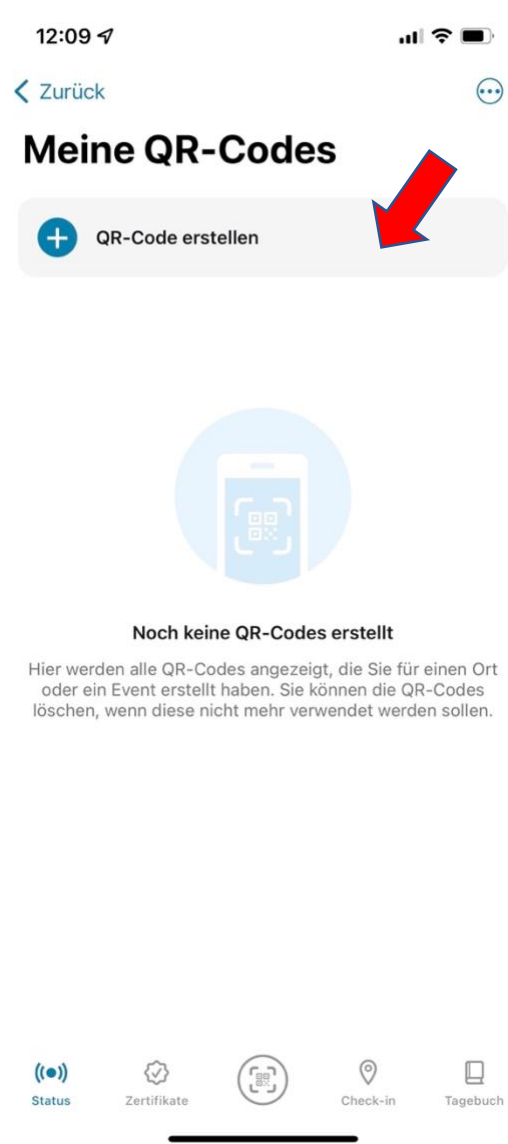 12:09
Zurück
Meine QR-Codes
QR-Code erstellen
Noch keine QR-Codes erstellt
Hier werden alle QR-Codes angezeigt, die Sie für einen Ort
oder ein Event erstellt haben. Sie können die QR-Codes
löschen, wenn diese nicht mehr verwendet werden sollen.
Status Zertifikate Check-in Tagebuch